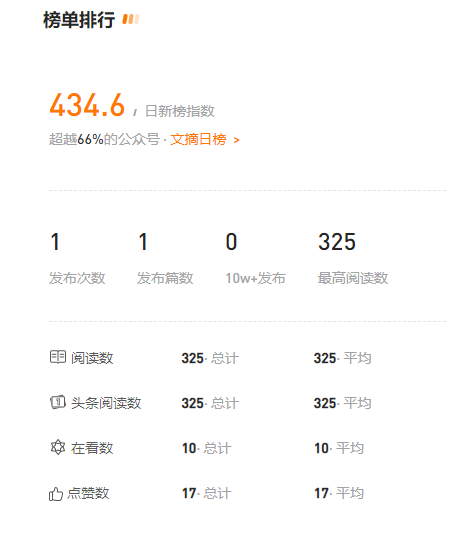 榜单排行
434.6 / 日新榜指数
超越66%的公众号 · 文摘日榜 >
1 1 0 325
发布次数 发布篇数 10w+发布 最高阅读数
阅读数 325· 总计 325· 平均
头条阅读数 325· 总计 325· 平均
在看数 10· 总计 10· 平均
点赞数 17· 总计 17· 平均